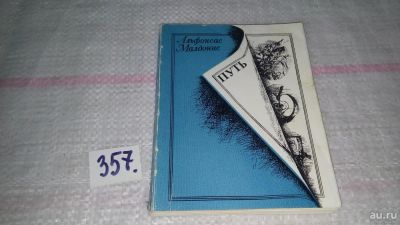 Альфонсас
Малдонис
ПУТЬ
357.
au.ru